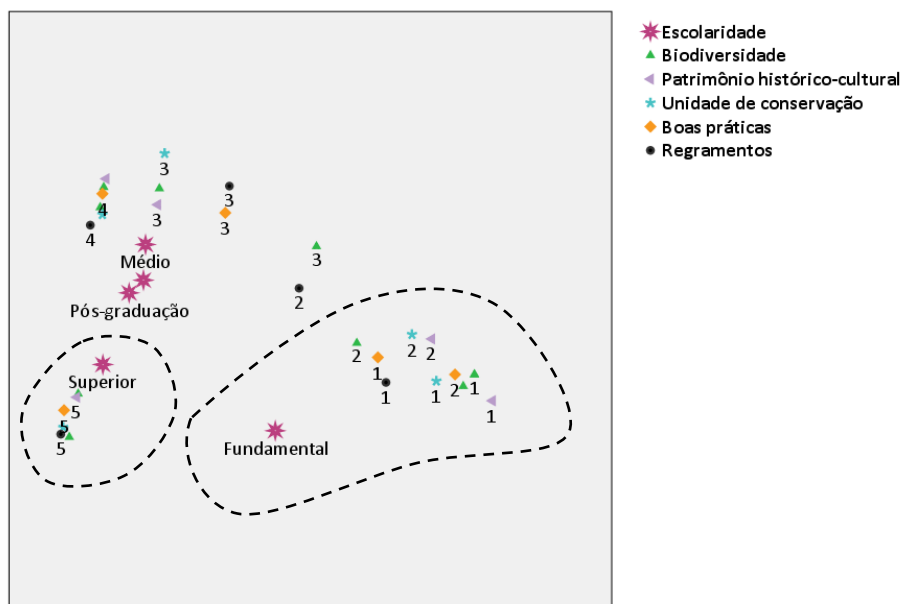 Escolaridade
Biodiversidade
Patrimônio histórico-cultural
Unidade de conservação
Boas práticas
Regramentos
3
4
3
3
3
4
Médio
3
Pós-graduação
2
2
2
2
1
Superior
1
1
2
1
5
1
5
Fundamental
5